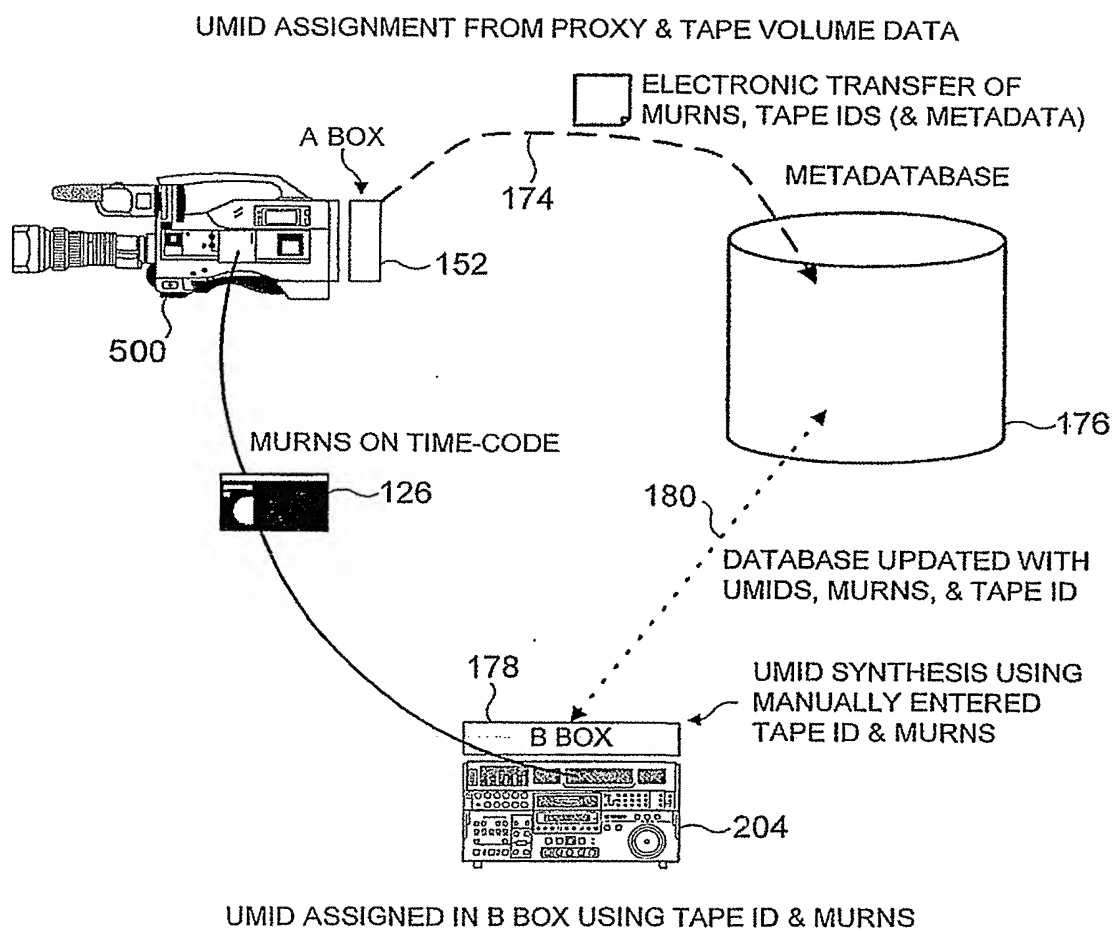 UMID ASSIGNMENT FROM PROXY & TAPE VOLUME DATA
ELECTRONIC TRANSFER OF
MURNS, TAPE IDS (& METADATA)
A BOX
174
METADATABASE
152
500
176
MURNS ON TIME-CODE
126
180
DATABASE UPDATED WITH
UMIDS, MURNS, & TAPE ID
178
UMID SYNTHESIS USING
MANUALLY ENTERED
TAPE ID & MURNS
B BOX
204
UMID ASSIGNED IN B BOX USING TAPE ID & MURNS